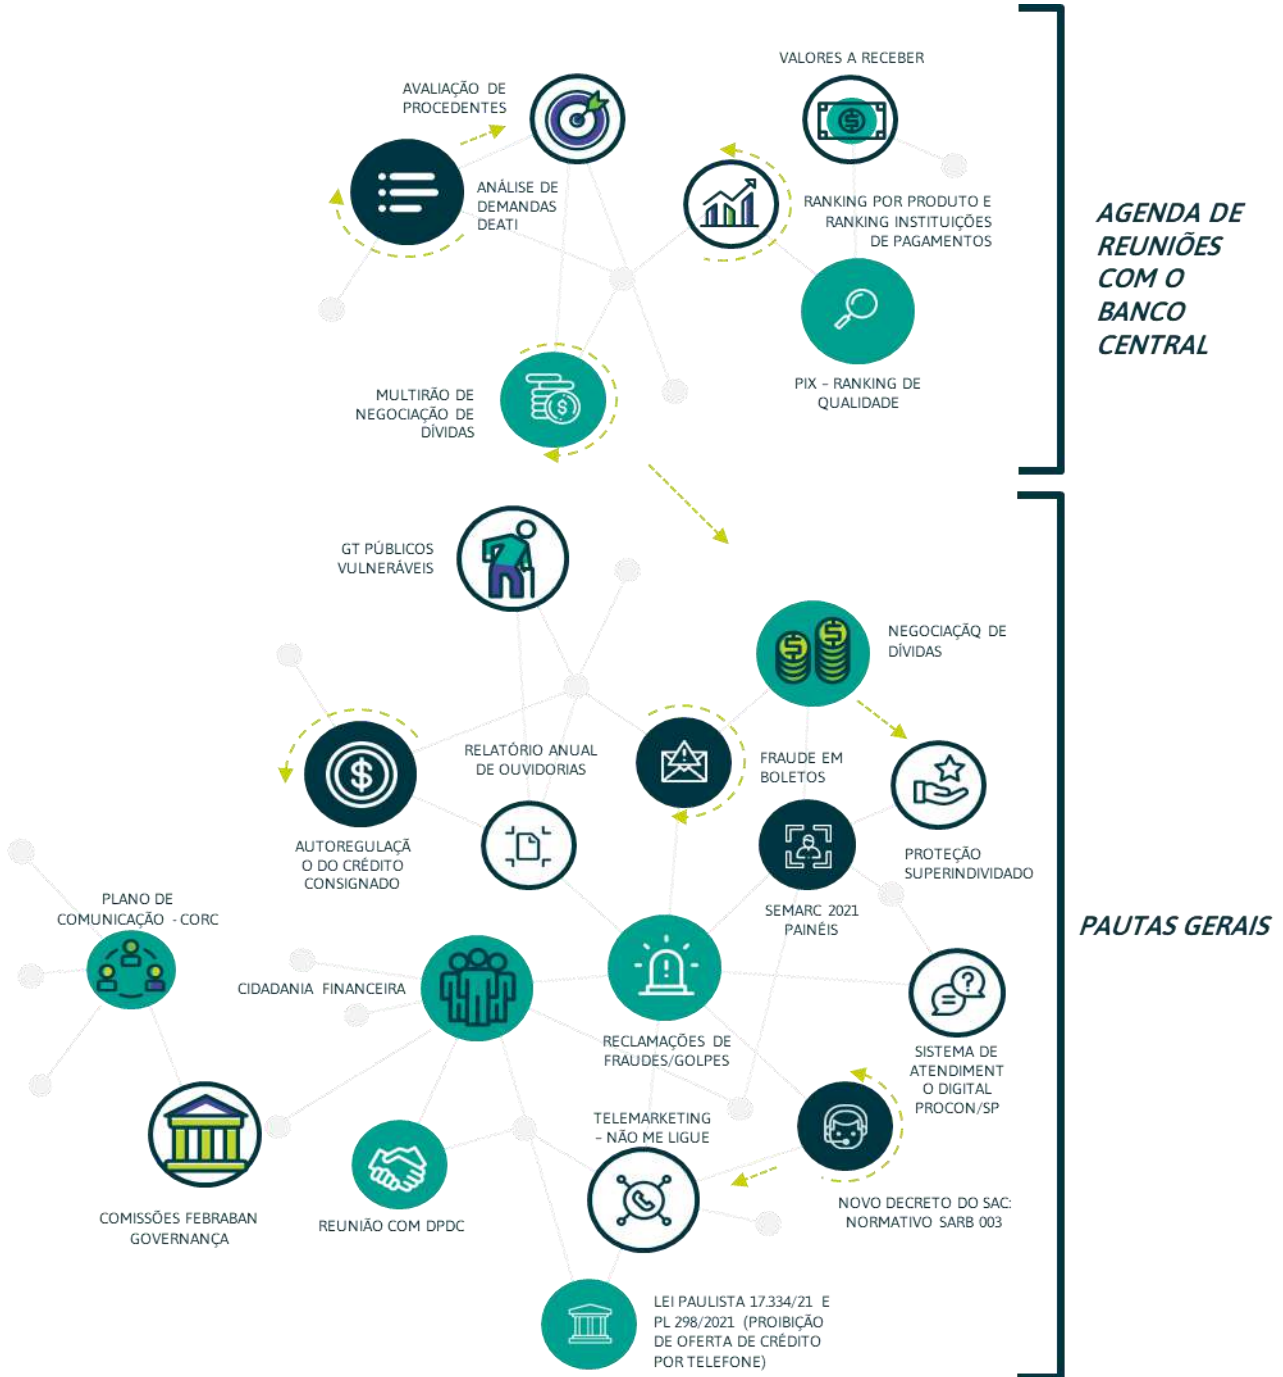 VALORES A RECEBER
AVALIAÇÃO DE
PROCEDENTES
ANÁLISE DE
DEMANDAS
DEATI
RANKING POR PRODUTO E
RANKING INSTITUIÇÕES
DE PAGAMENTOS
AGENDA DE
REUNIÕES
COM O
BANCO
CENTRAL
PIX – RANKING DE
QUALIDADE
MULTIRÃO DE
NEGOCIAÇÃO DE
DÍVIDAS
GT PÚBLICOS
VULNERÁVEIS
NEGOCIAÇÃQ DE
DÍVIDAS
RELATÓRIO ANUAL
DE OUVIDORIAS
FRAUDE EM
BOLETOS
AUTOREGULAÇÃ
O DO CRÉDITO
CONSIGNADO
PROTEÇÃO
SUPERINDIVIDADO
PLANO DE
COMUNICAÇÃO - CORC
SEMARC 2021
PAINÉIS
PAUTAS GERAIS
CIDADANIA FINANCEIRA
RECLAMAÇÕES DE
FRAUDES/GOLPES
SISTEMA DE
ATENDIMENT
O DIGITAL
PROCON/SP
TELEMARKETING
– NÃO ME LIGUE
COMISSÕES FEBRABAN
GOVERNANÇA
REUNIÃO COM DPDC
NOVO DECRETO DO SAC:
NORMATIVO SARB 003
LEI PAULISTA 17.334/21 E
PL 298/2021 (PROIBIÇÃO
DE OFERTA DE CRÉDITO
POR TELEFONE)